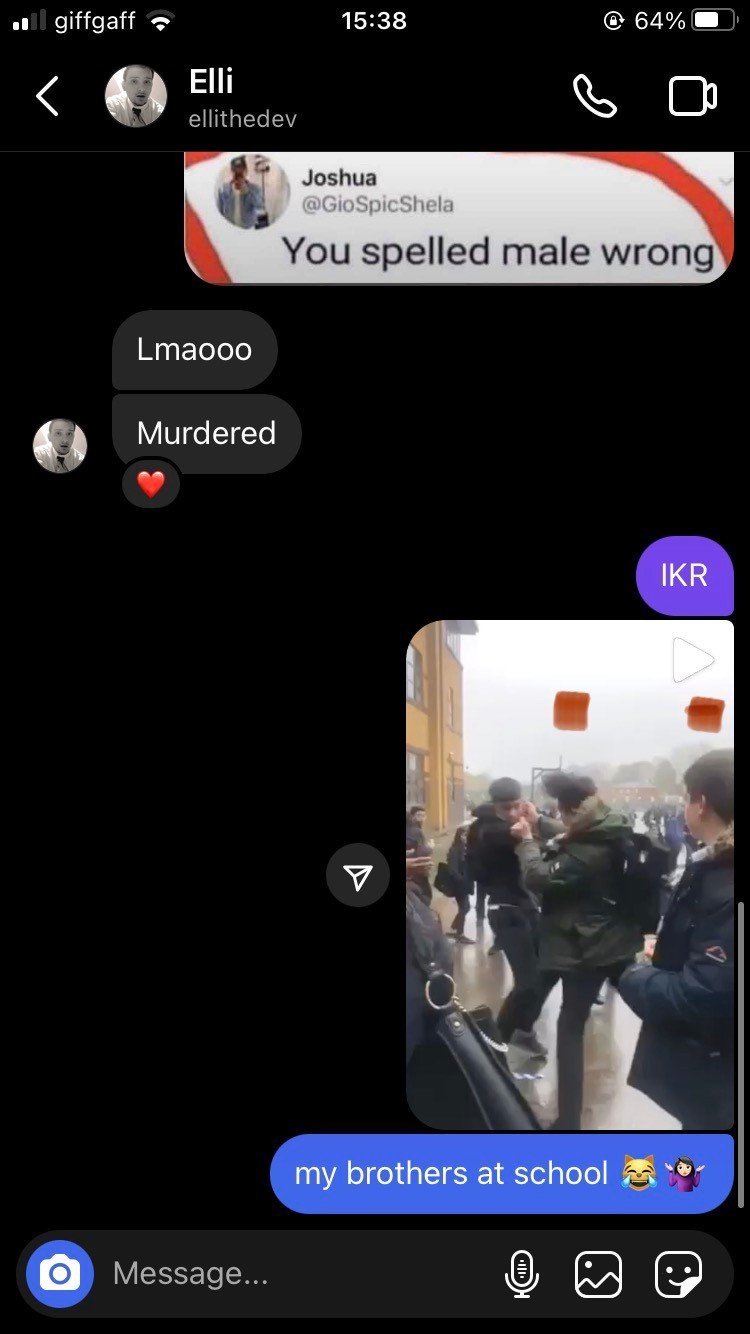 giffgaff
15:38
64%
Elli
ellithedev
Joshua
@GioSpicShela
You spelled male wrong
Lmaooo
Murdered
❤️
IKR
my brothers at school 😹🤷🏻‍♀️
Message...